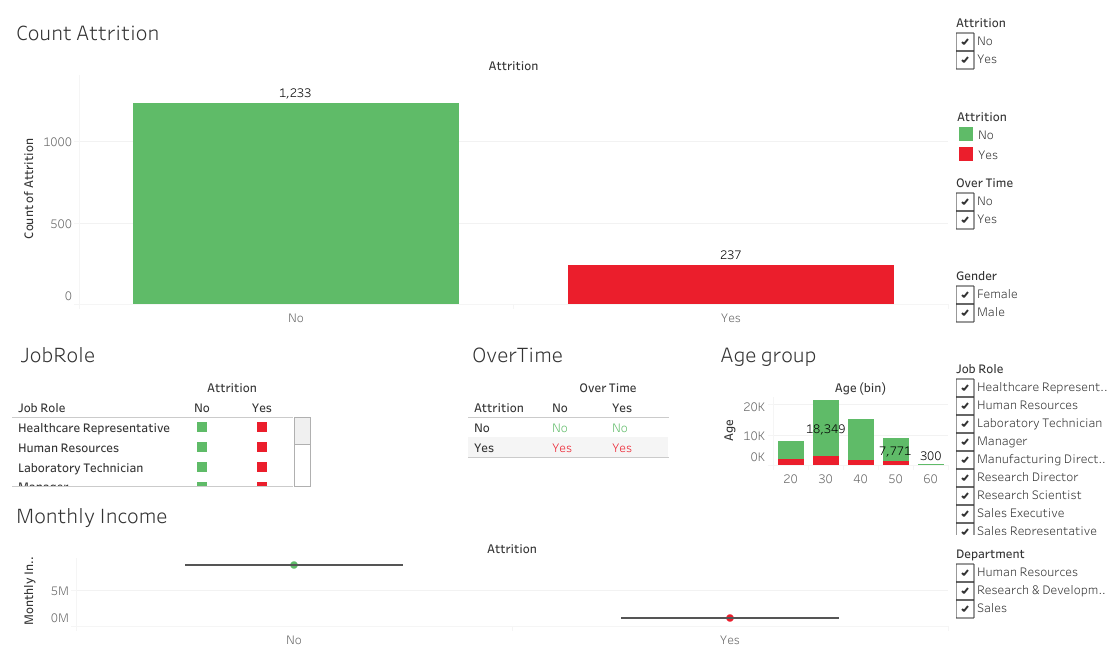 Count Attrition
Attrition
1,233
237
Count of Attrition
1000
500
0
No
Yes
JobRole
Attrition
Job Role No Yes
Healthcare Representative
Human Resources
Laboratory Technician
Manager
OverTime
Over Time
Attrition No Yes
No No No
Yes Yes Yes
Age group
Age (bin)
Age
20K
10K
0K
18,349
7,771
300
20 30 40 50 60
Monthly Income
Attrition
Monthly In..
5M
0M
No
Yes
Attrition
No
Yes
Attrition
No
Yes
Over Time
No
Yes
Gender
Female
Male
Job Role
Healthcare Represent..
Human Resources
Laboratory Technician
Manager
Manufacturing Direct..
Research Director
Research Scientist
Sales Executive
Sales Representative
Department
Human Resources
Research & Developm..
Sales